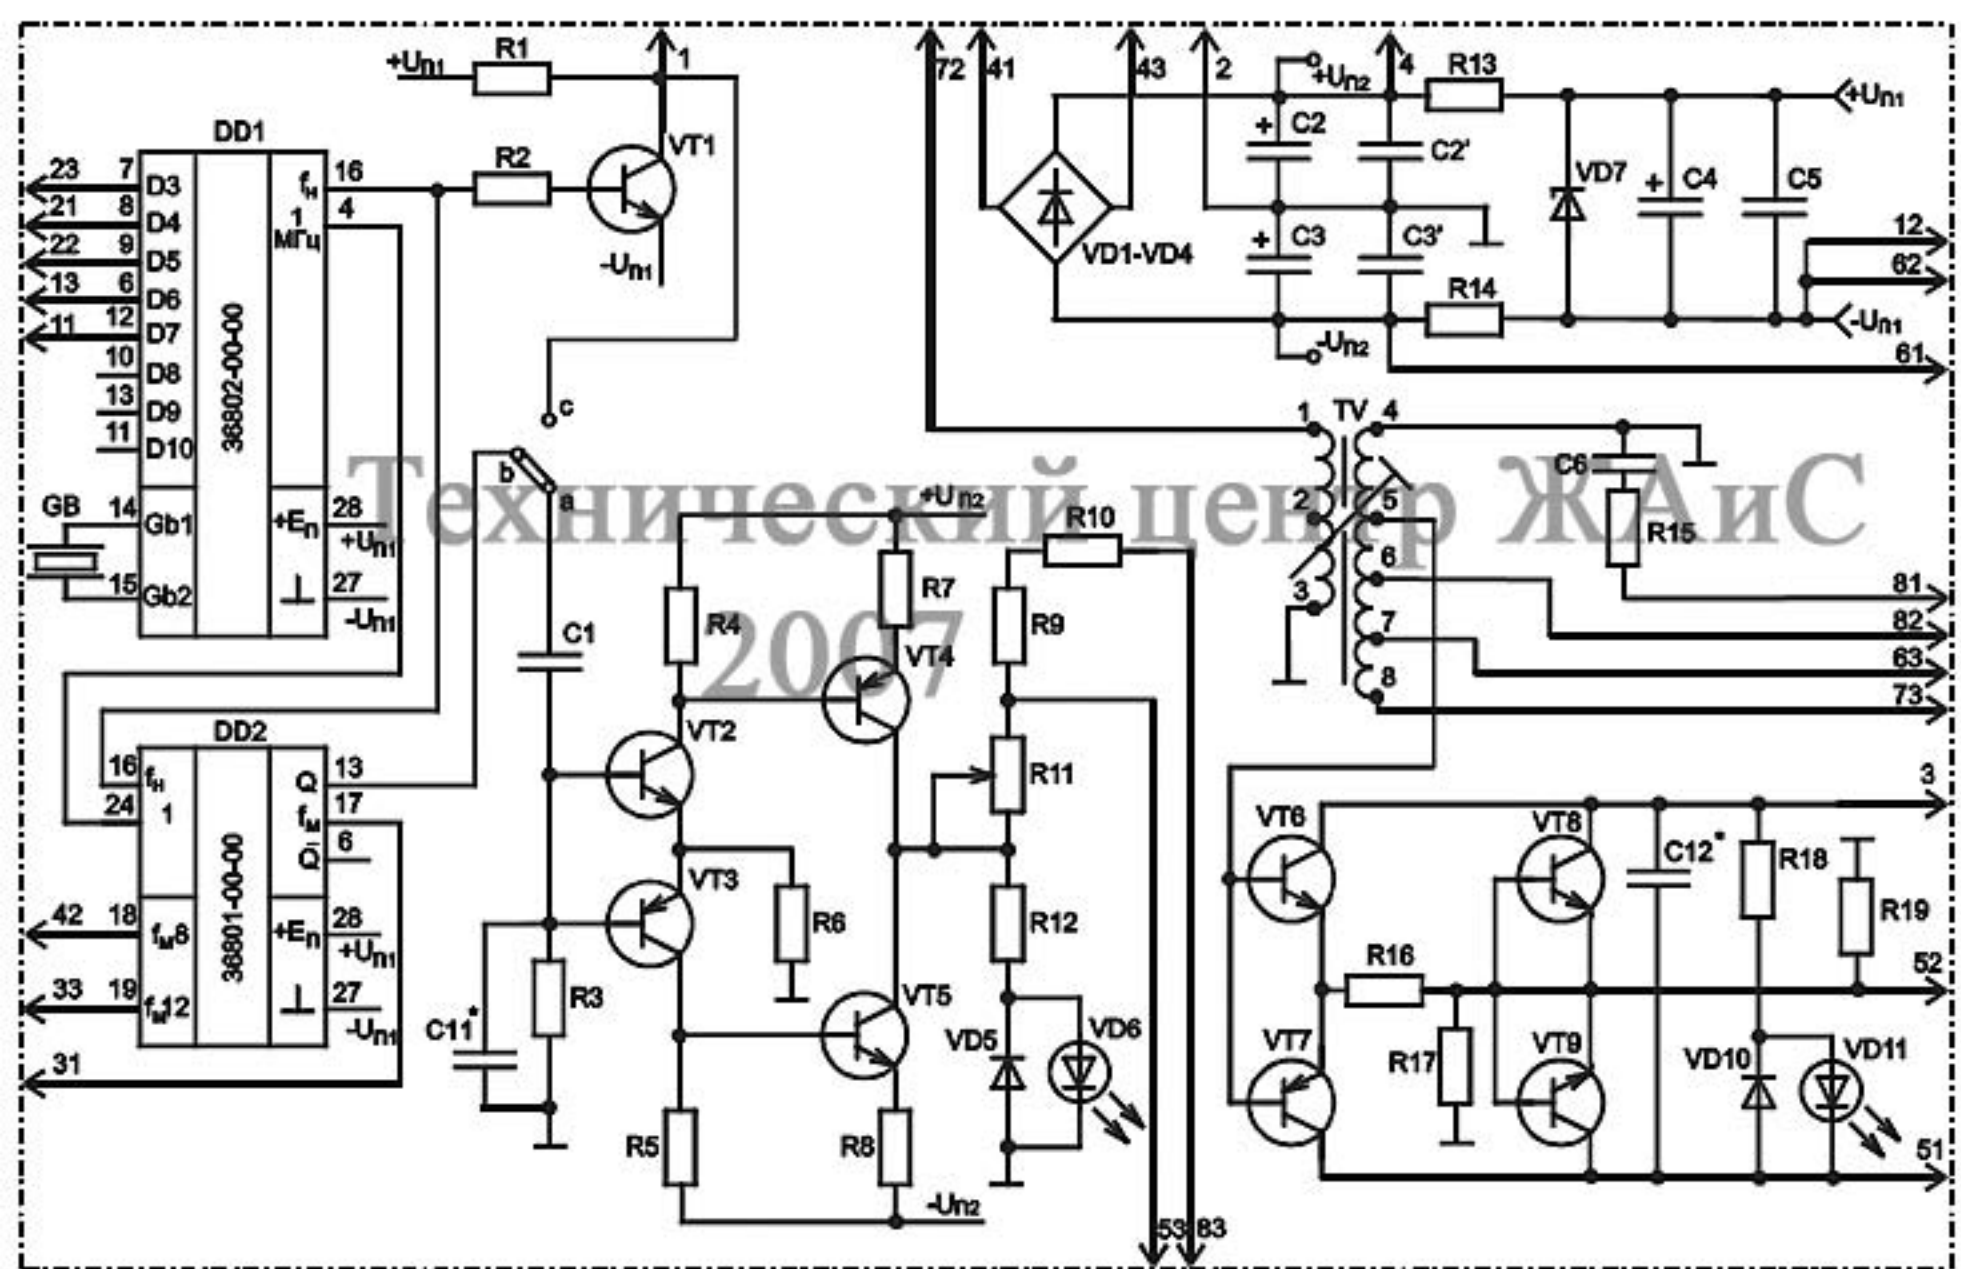 +Uп1
R1
1
72
41
43
2
+Uп2
4
R13
+Uп1
DD1
VT1
R2
C2
C2'
VD7
C4
C5
23 7 D3
21 8 D4
22 9 D5
13 6 D6
11 12 D7
10 D8
13 D9
11 D10
fн 16
1 МГц 4
36802-00-00
-Uп1
VD1-VD4
+ C2
+ C3
C3'
+ C4
R14
-Uп1
-Uп2
12
62
61
c
b
a
Технический центр ЖАиС
2007
GB
14 Gb1
15 Gb2
+Eп 28 +Uп1
⊥ 27 -Uп1
+Uп2
R10
1 TV 4
2 5
6
3
7
8
C6
R15
81
82
63
73
C1
R4
R7
R9
VT4
VT2
R11
DD2
16 fн
24 1
Q 13
fм 17
Q̄ 6
36801-00-00
42 18 fм8
33 19 fм12
+Eп 28 +Uп1
⊥ 27 -Uп1
31
VT3
R6
R12
R3
C11*
VT5
VD5
VD6
R5
R8
-Uп2
53
83
3
VT6
VT8
C12*
R18
R19
R16
52
VT7
R17
VT9
VD10
VD11
51